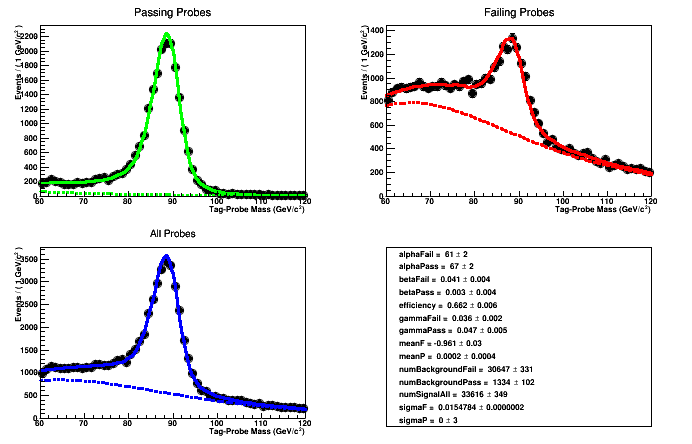 Passing Probes
Events / ( 1 GeV/c² )
2200
2000
1800
1600
1400
1200
1000
800
600
400
200
0
60 70 80 90 100 110 120
Tag-Probe Mass (GeV/c²)
Failing Probes
Events / ( 1 GeV/c² )
1400
1200
1000
800
600
400
200
0
60 70 80 90 100 110 120
Tag-Probe Mass (GeV/c²)
All Probes
Events / ( 1 GeV/c² )
3500
3000
2500
2000
1500
1000
500
0
60 70 80 90 100 110 120
Tag-Probe Mass (GeV/c²)
alphaFail = 61 ± 2
alphaPass = 67 ± 2
betaFail = 0.041 ± 0.004
betaPass = 0.003 ± 0.004
efficiency = 0.662 ± 0.006
gammaFail = 0.036 ± 0.002
gammaPass = 0.047 ± 0.005
meanF = -0.961 ± 0.03
meanP = 0.0002 ± 0.0004
numBackgroundFail = 30647 ± 331
numBackgroundPass = 1334 ± 102
numSignalAll = 33616 ± 349
sigmaF = 0.0154784 ± 0.0000002
sigmaP = 0 ± 3